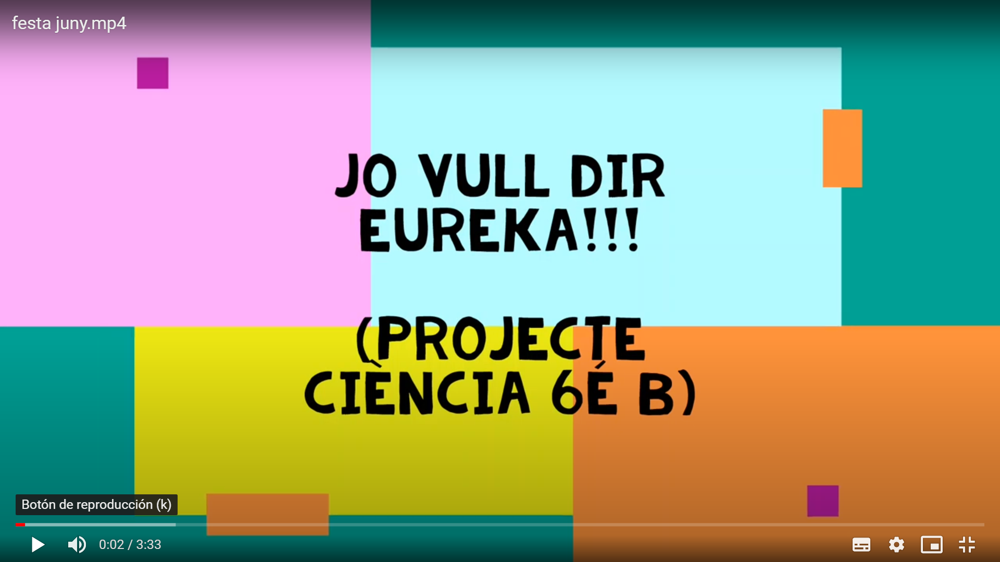 festa juny.mp4
JO VULL DIR
EUREKA!!!
(PROJECTE
CIÈNCIA 6É B)
Botón de reproducción (k)
0:02 / 3:33